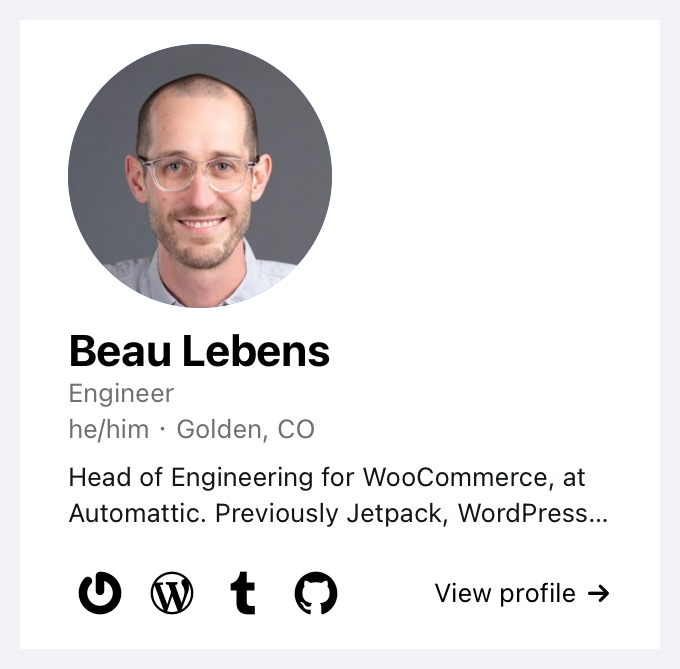 Beau Lebens
Engineer
he/him · Golden, CO
Head of Engineering for WooCommerce, at
Automattic. Previously Jetpack, WordPress...
View profile →